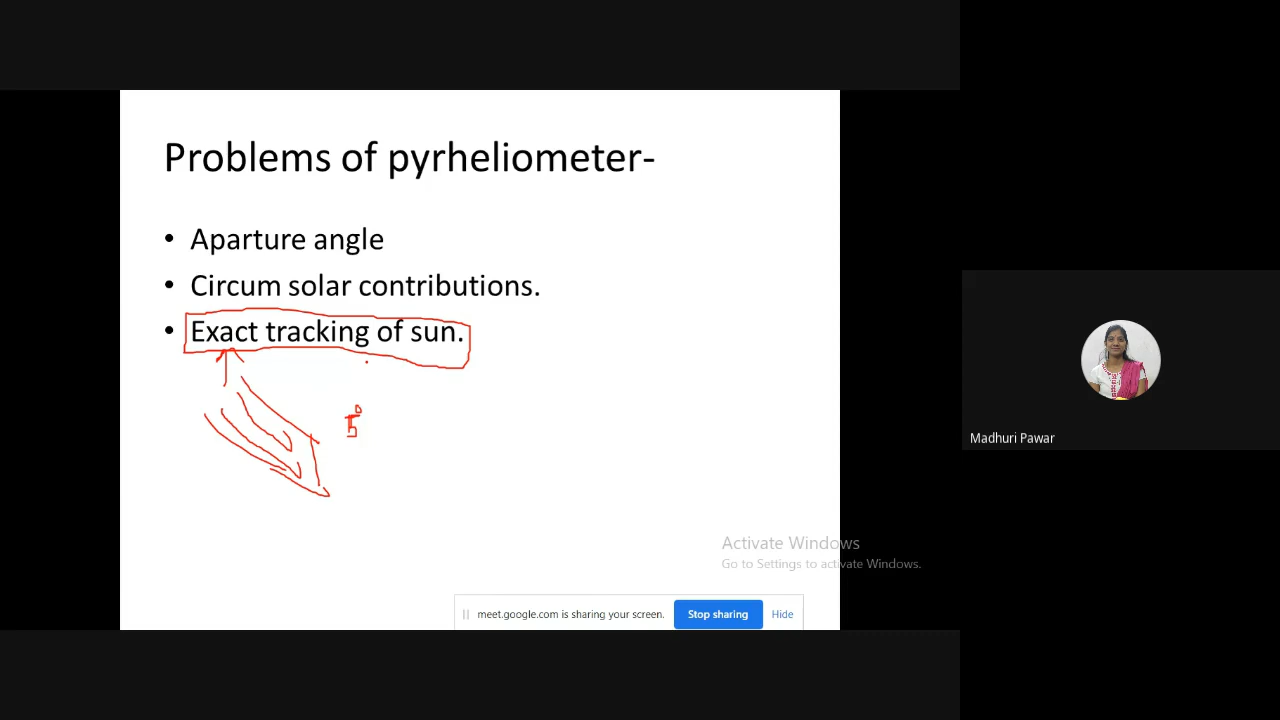 Problems of pyrheliometer-
• Aparture angle
• Circum solar contributions.
• Exact tracking of sun.
5°
Madhuri Pawar
Activate Windows
Go to Settings to activate Windows.
meet.google.com is sharing your screen. Stop sharing Hide